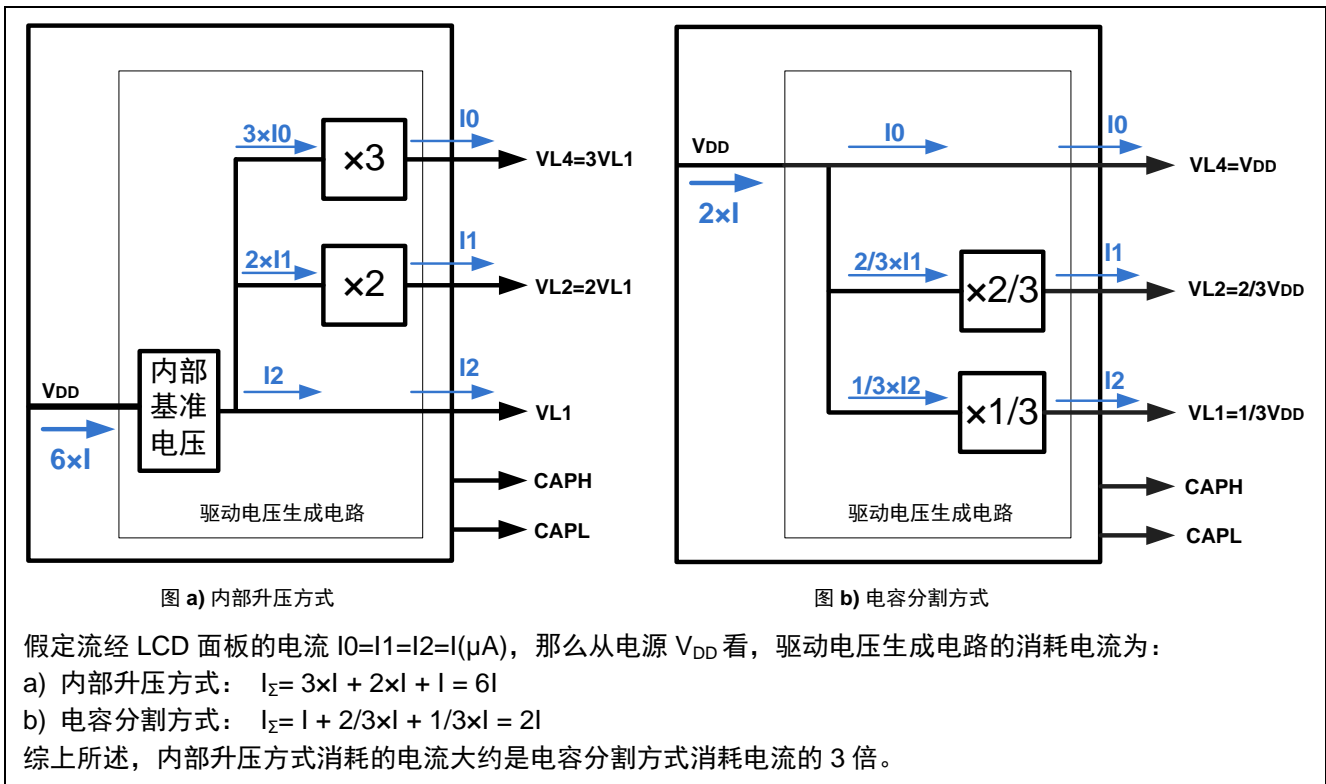 3×I0
×3
I0
VL4=3VL1
2×I1
×2
I1
VL2=2VL1
VDD
6×I
内部
基准
电压
I2
I2
VL1
CAPH
CAPL
驱动电压生成电路
图 a) 内部升压方式
VDD
2×I
I0
I0
VL4=VDD
2/3×I1
×2/3
I1
VL2=2/3VDD
1/3×I2
×1/3
I2
VL1=1/3VDD
CAPH
CAPL
驱动电压生成电路
图 b) 电容分割方式
假定流经 LCD 面板的电流 I0=I1=I2=I(μA)，那么从电源 VDD 看，驱动电压生成电路的消耗电流为：
a) 内部升压方式： IΣ= 3×I + 2×I + I = 6I
b) 电容分割方式： IΣ= I + 2/3×I + 1/3×I = 2I
综上所述，内部升压方式消耗的电流大约是电容分割方式消耗电流的 3 倍。